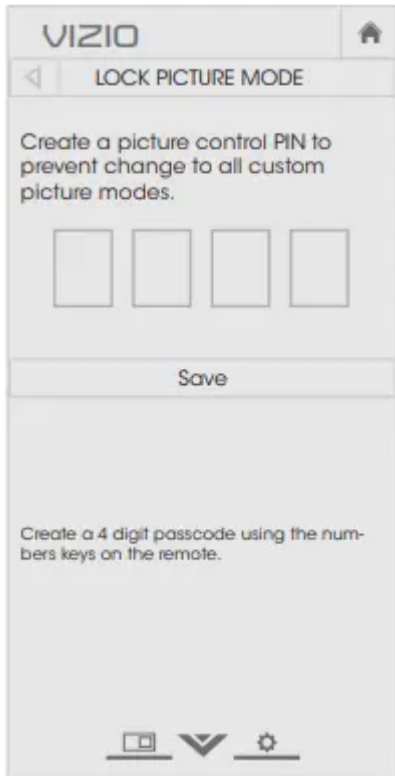 VIZIO
LOCK PICTURE MODE
Create a picture control PIN to
prevent change to all custom
picture modes.
Save
Create a 4 digit passcode using the num-
bers keys on the remote.